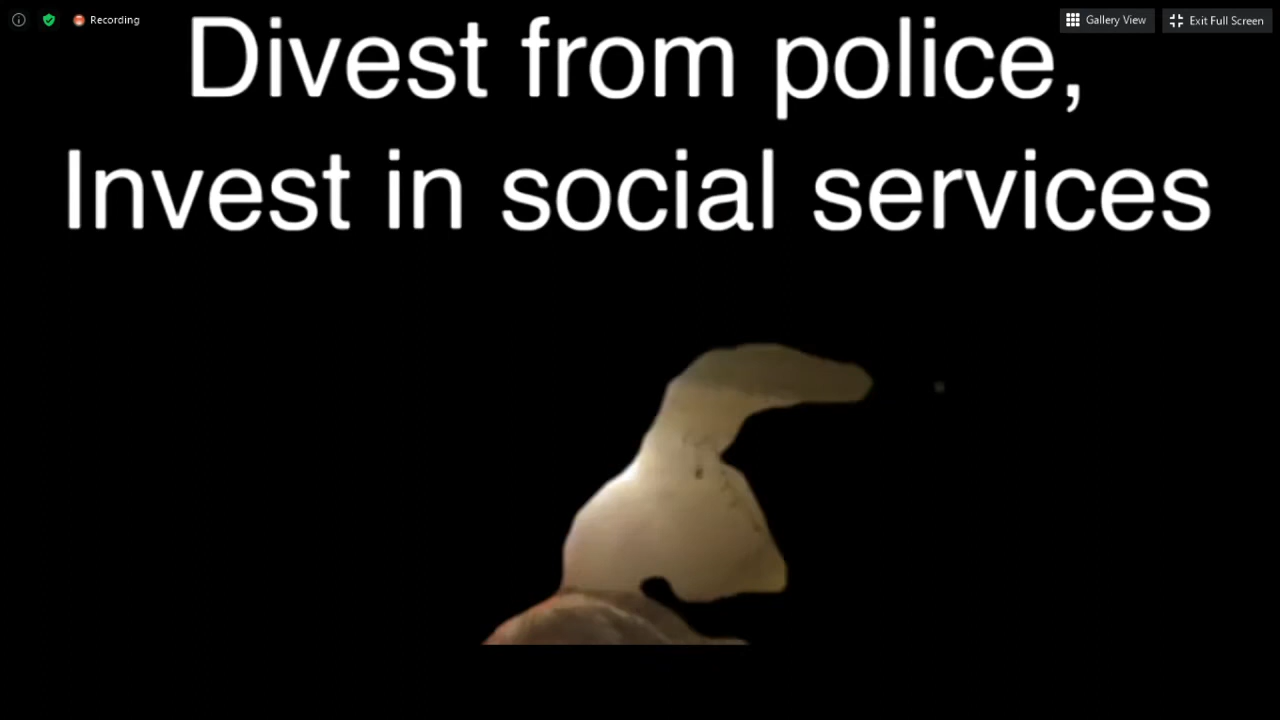 Recording
Gallery View
Exit Full Screen
Divest from police,
Invest in social services